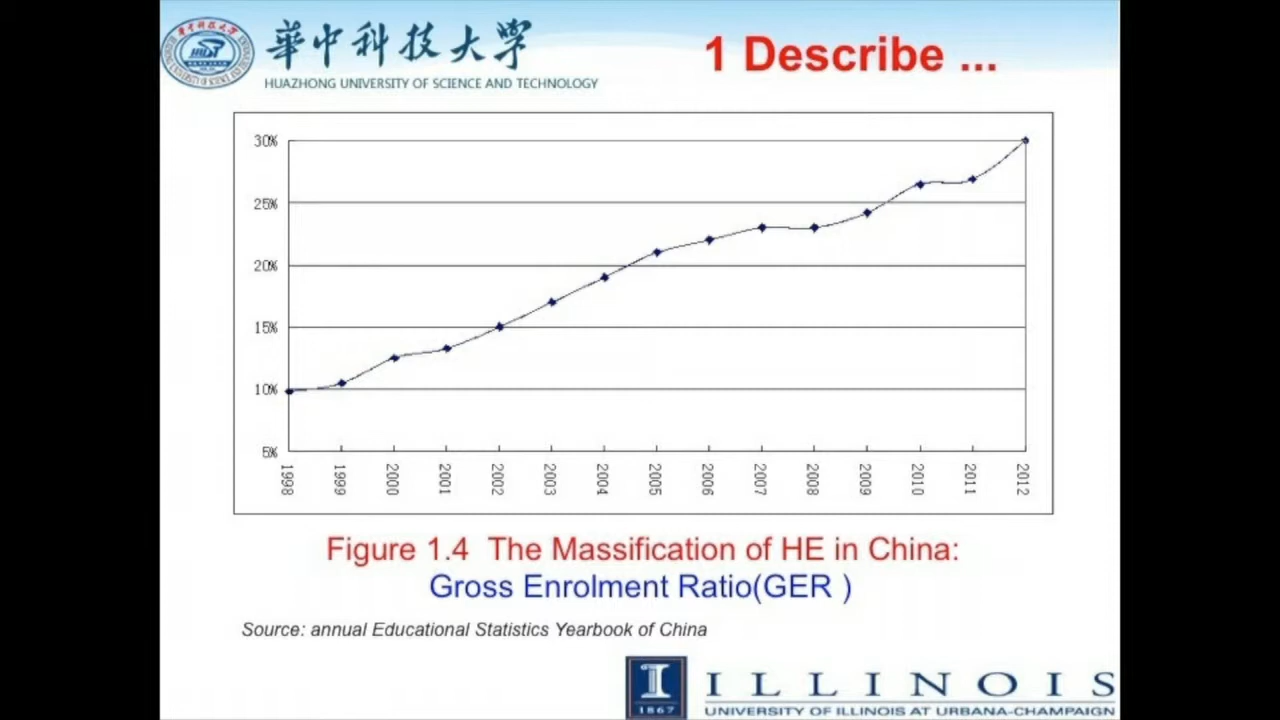 華中科技大学
HUAZHONG UNIVERSITY OF SCIENCE AND TECHNOLOGY
1 Describe ...
30%
25%
20%
15%
10%
5%
1998
1999
2000
2001
2002
2003
2004
2005
2006
2007
2008
2009
2010
2011
2012
Figure 1.4 The Massification of HE in China:
Gross Enrolment Ratio(GER )
Source: annual Educational Statistics Yearbook of China
I
1867
ILLINOIS
UNIVERSITY OF ILLINOIS AT URBANA-CHAMPAIGN